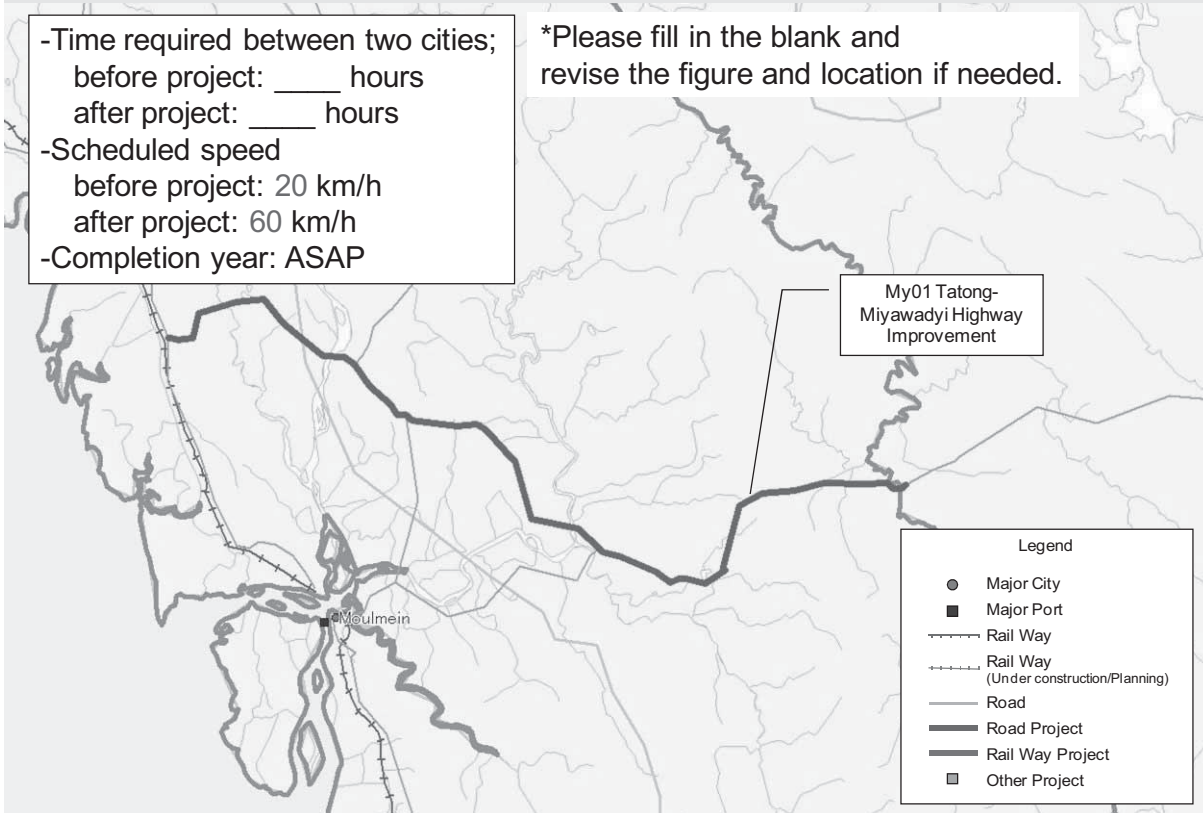 -Time required between two cities;
before project: ____ hours
after project: ____ hours
-Scheduled speed
before project: 20 km/h
after project: 60 km/h
-Completion year: ASAP
*Please fill in the blank and
revise the figure and location if needed.
My01 Tatong-
Miyawadyi Highway
Improvement
Moulmein
Legend
Major City
Major Port
Rail Way
Rail Way
(Under construction/Planning)
Road
Road Project
Rail Way Project
Other Project